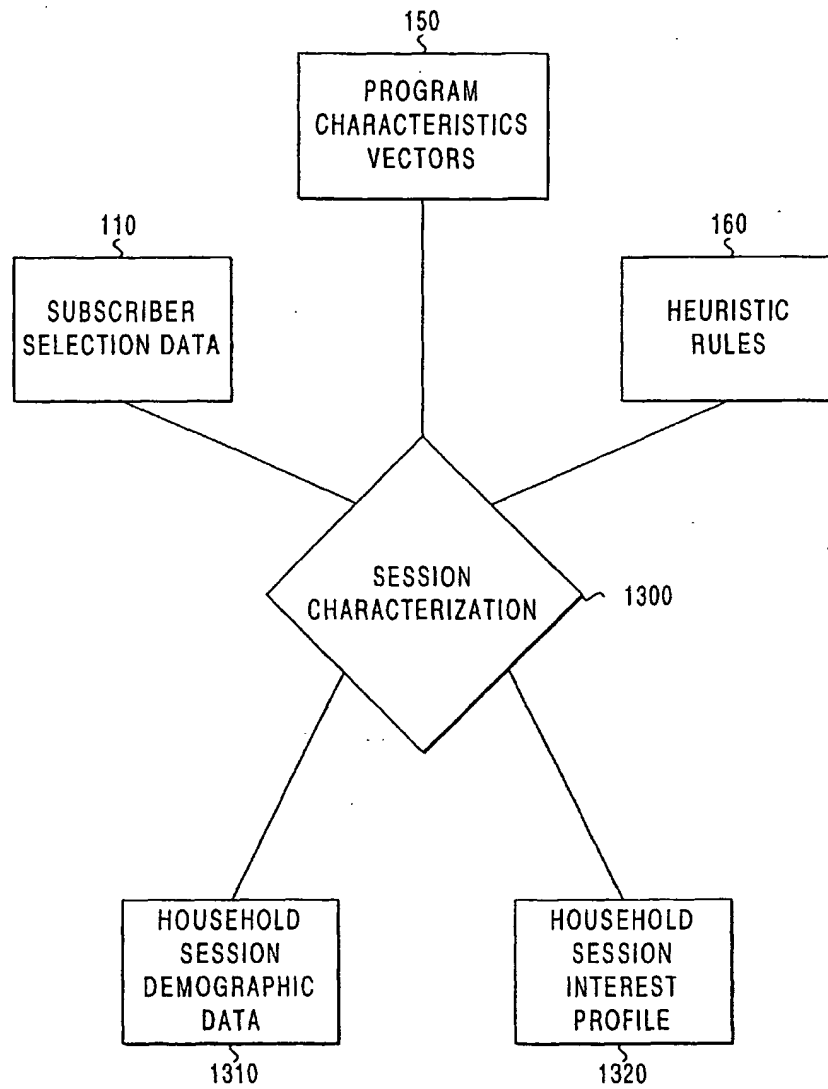 150
PROGRAM
CHARACTERISTICS
VECTORS
110
SUBSCRIBER
SELECTION DATA
160
HEURISTIC
RULES
SESSION
CHARACTERIZATION
1300
HOUSEHOLD
SESSION
DEMOGRAPHIC
DATA
1310
HOUSEHOLD
SESSION
INTEREST
PROFILE
1320